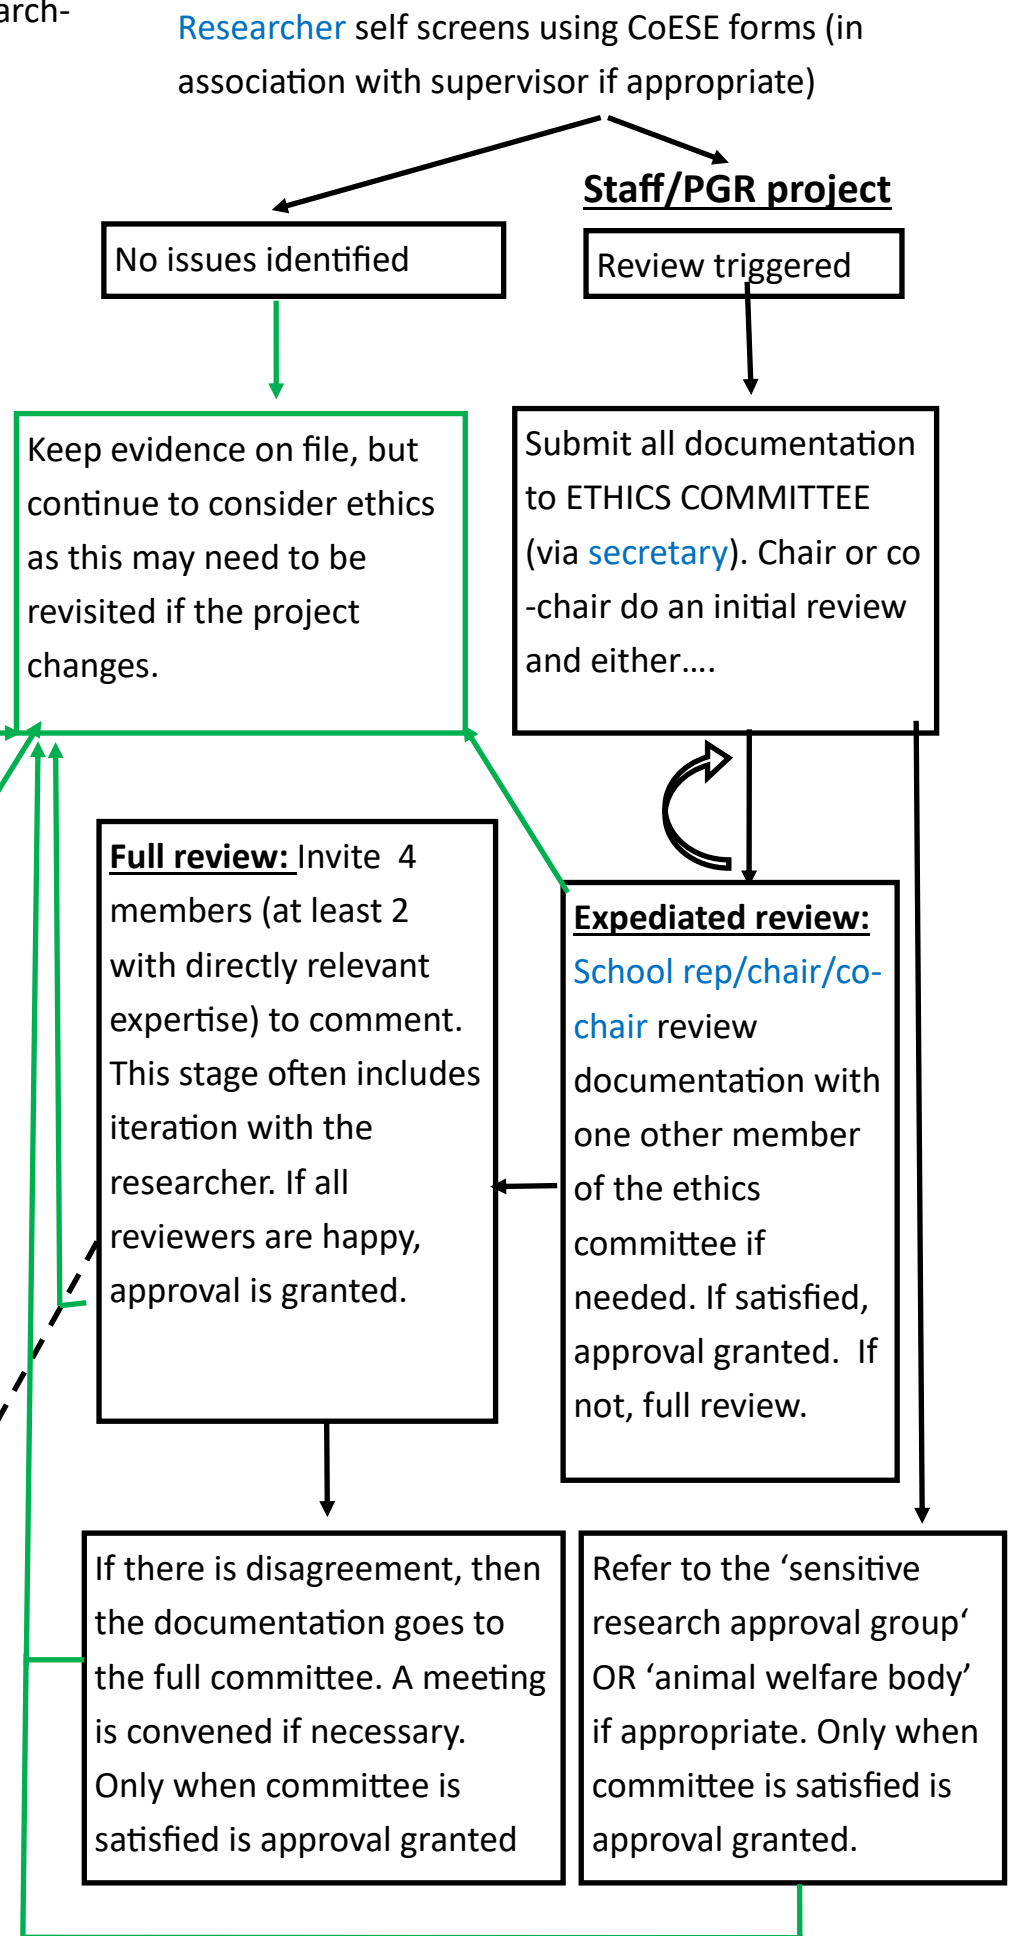 arch-
Researcher self screens using CoESE forms (in
association with supervisor if appropriate)
Staff/PGR project
No issues identified
Review triggered
Keep evidence on file, but
continue to consider ethics
as this may need to be
revisited if the project
changes.
Submit all documentation
to ETHICS COMMITTEE
(via secretary). Chair or co
-chair do an initial review
and either....
Full review: Invite 4
members (at least 2
with directly relevant
expertise) to comment.
This stage often includes
iteration with the
researcher. If all
reviewers are happy,
approval is granted.
Expediated review:
School rep/chair/co-
chair review
documentation with
one other member
of the ethics
committee if
needed. If satisfied,
approval granted. If
not, full review.
If there is disagreement, then
the documentation goes to
the full committee. A meeting
is convened if necessary.
Only when committee is
satisfied is approval granted
Refer to the ‘sensitive
research approval group‘
OR ‘animal welfare body’
if appropriate. Only when
committee is satisfied is
approval granted.